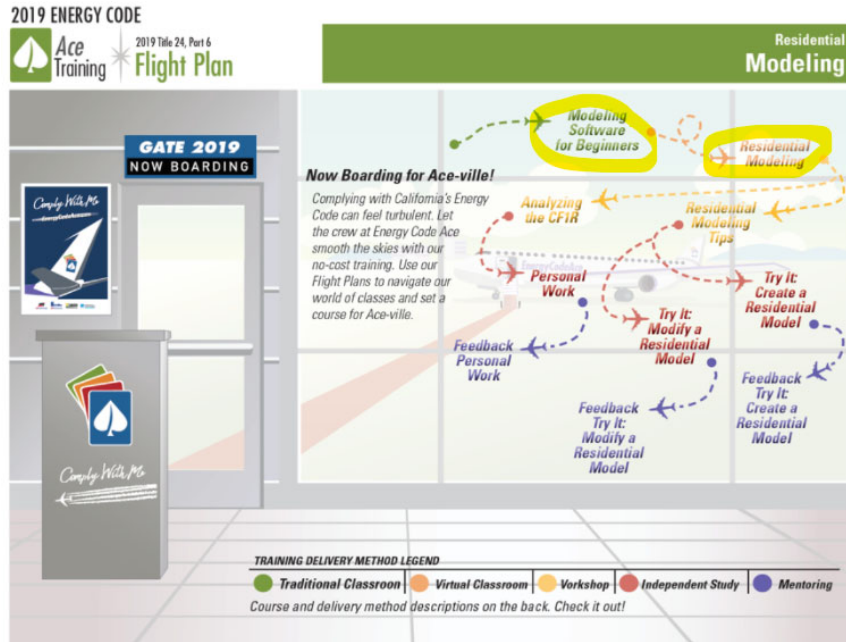 2019 ENERGY CODE
Ace
Training
2019 Title 24, Part 6
Flight Plan
Residential
Modeling
GATE 2019
NOW BOARDING
Comply With Me
Now Boarding for Ace-ville!
Complying with California's Energy
Code can feel turbulent. Let
the crew at Energy Code Ace
smooth the skies with our
no-cost training. Use our
Flight Plans to navigate our
world of classes and set a
course for Ace-ville.
Modeling
Software
for Beginners
Residential
Modeling
Analyzing
the CF1R
Residential
Modeling
Tips
Personal
Work
Try It:
Create a
Residential
Model
Try It:
Modify a
Residential
Model
Feedback
Personal
Work
Feedback
Try It:
Create a
Residential
Model
Feedback
Try It:
Modify a
Residential
Model
Comply With Me
TRAINING DELIVERY METHOD LEGEND
Traditional Classroon
Virtual Classroom
Vorkshop
Independent Study
Mentoring
Course and delivery method descriptions on the back. Check it out!